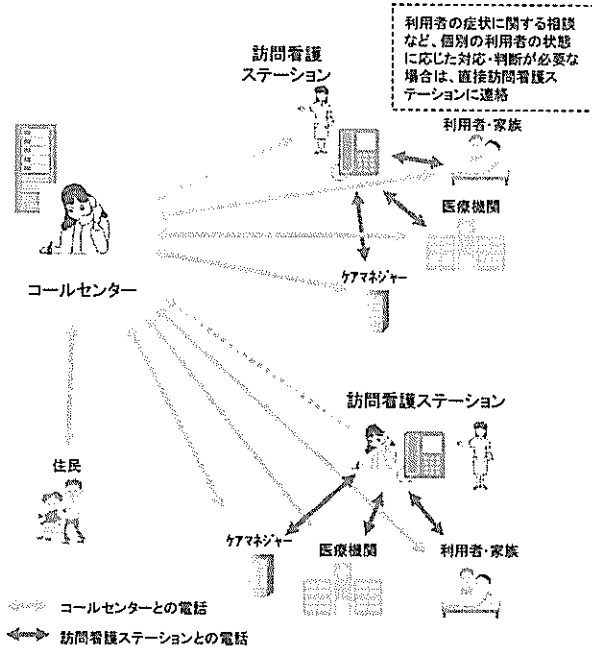 利用者の症状に関する相談
など、個別の利用者の状態
に応じた対応・判断が必要な
場合は、直接訪問看護ス
テーションに連絡
訪問看護
ステーション
利用者・家族
医療機関
ケアマネジャー
コールセンター
訪問看護ステーション
住民
ケアマネジャー
医療機関
利用者・家族
コールセンターとの電話
訪問看護ステーションとの電話